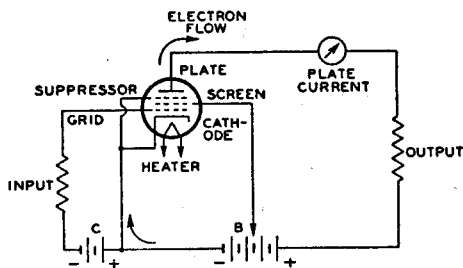 ELECTRON
FLOW
PLATE
SUPPRESSOR
SCREEN
GRID
CATH-
ODE
HEATER
PLATE
CURRENT
INPUT
OUTPUT
C
B
- +
- +